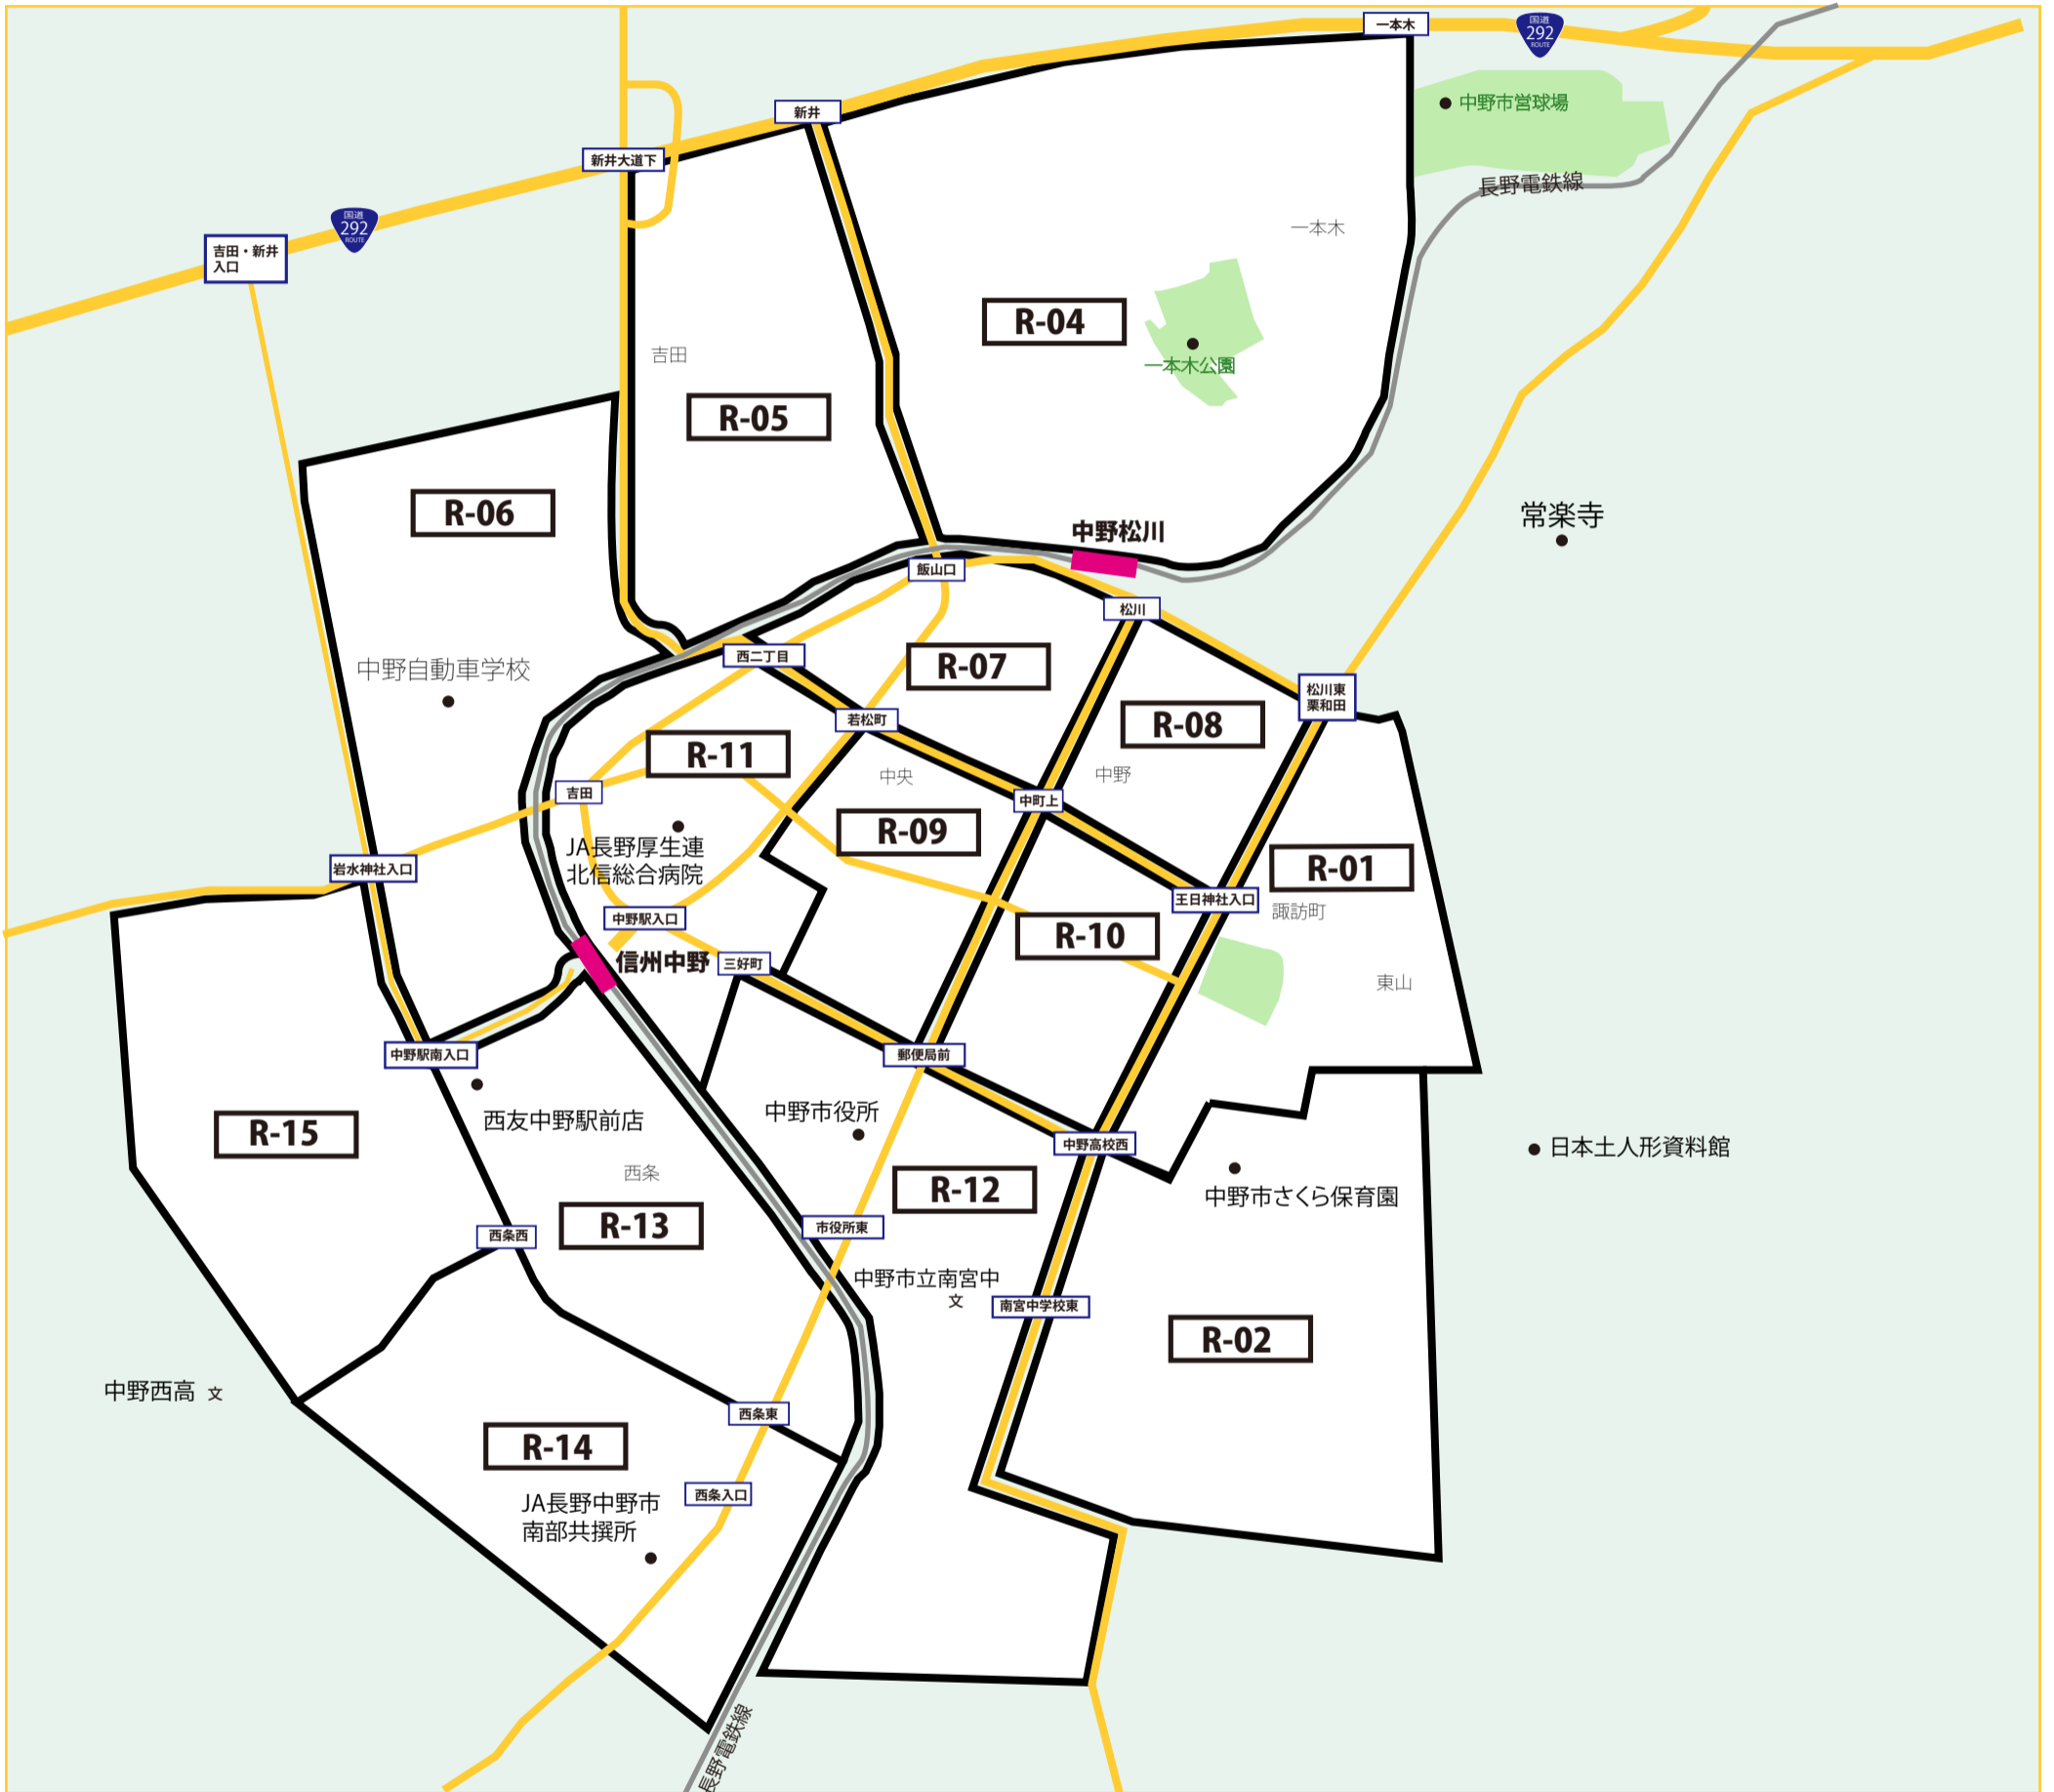 一本木
国道
292
ROUTE
新井
中野市営球場
新井大道下
長野電鉄線
国道
292
ROUTE
一本木
吉田・新井
入口
R-04
吉田
一本木公園
R-05
R-06
常楽寺
中野松川
飯山口
松川
西二丁目
R-07
中野自動車学校
松川東
栗和田
若松町
R-08
R-11
中央
中野
吉田
中町上
R-09
JA長野厚生連
北信総合病院
岩水神社入口
R-01
王日神社入口
諏訪町
中野駅入口
R-10
信州中野
三好町
東山
中野駅南入口
郵便局前
西友中野駅前店
中野市役所
R-15
中野高校西
日本土人形資料館
西条
R-12
中野市さくら保育園
R-13
市役所東
西条西
中野市立南宮中
文
南宮中学校東
R-02
中野西高 文
西条東
R-14
西条入口
JA長野中野市
南部共撰所
長野電鉄線